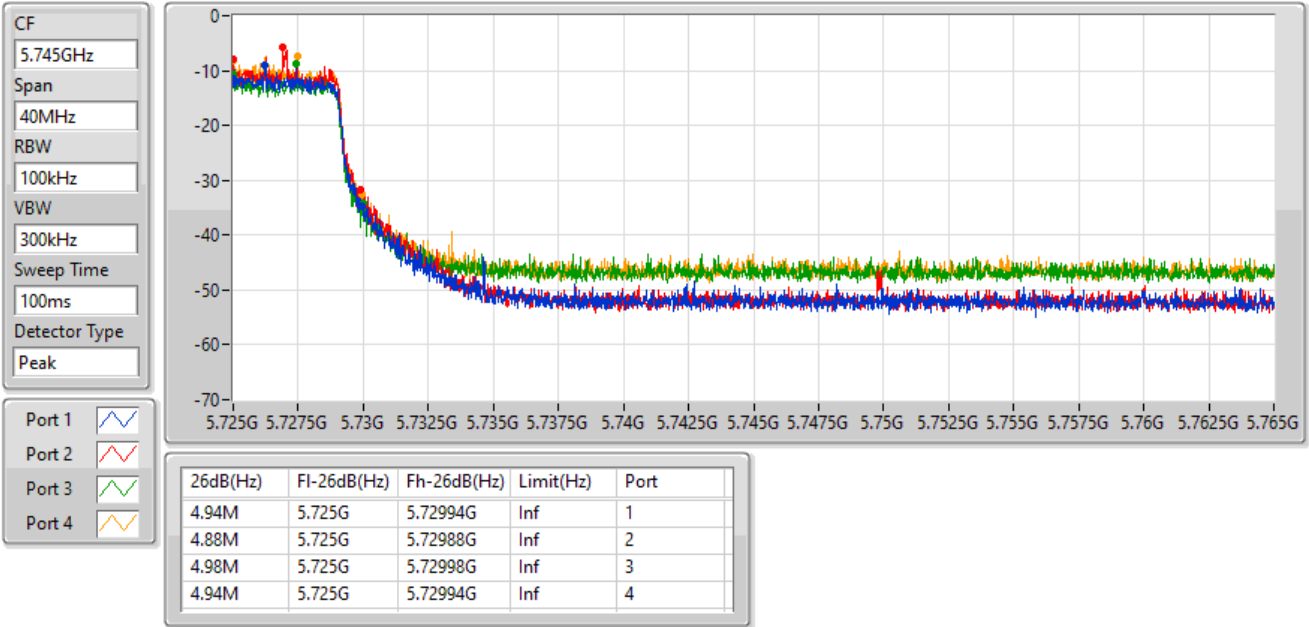 CF
5.745GHz
Span
40MHz
RBW
100kHz
VBW
300kHz
Sweep Time
100ms
Detector Type
Peak
Port 1
Port 2
Port 3
Port 4
0
-10
-20
-30
-40
-50
-60
-70
5.725G 5.7275G 5.73G 5.7325G 5.735G 5.7375G 5.74G 5.7425G 5.745G 5.7475G 5.75G 5.7525G 5.755G 5.7575G 5.76G 5.7625G 5.765G
26dB(Hz) Fl-26dB(Hz) Fh-26dB(Hz) Limit(Hz) Port
4.94M 5.725G 5.72994G Inf 1
4.88M 5.725G 5.72988G Inf 2
4.98M 5.725G 5.72998G Inf 3
4.94M 5.725G 5.72994G Inf 4